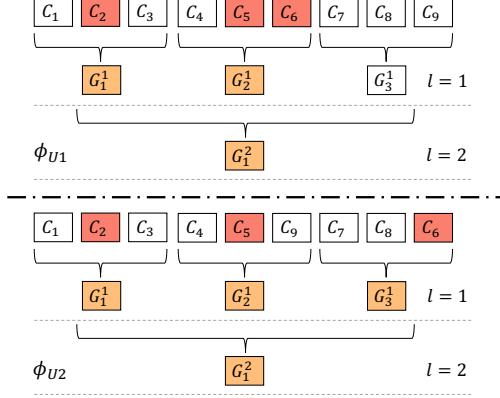 C₁ C₂ C₃ C₄ C₅ C₆ C₇ C₈ C₉
G₁¹ G₂¹ G₃¹ l = 1
ϕU1 G₁² l = 2
C₁ C₂ C₃ C₄ C₅ C₉ C₇ C₈ C₆
G₁¹ G₂¹ G₃¹ l = 1
ϕU2 G₁² l = 2